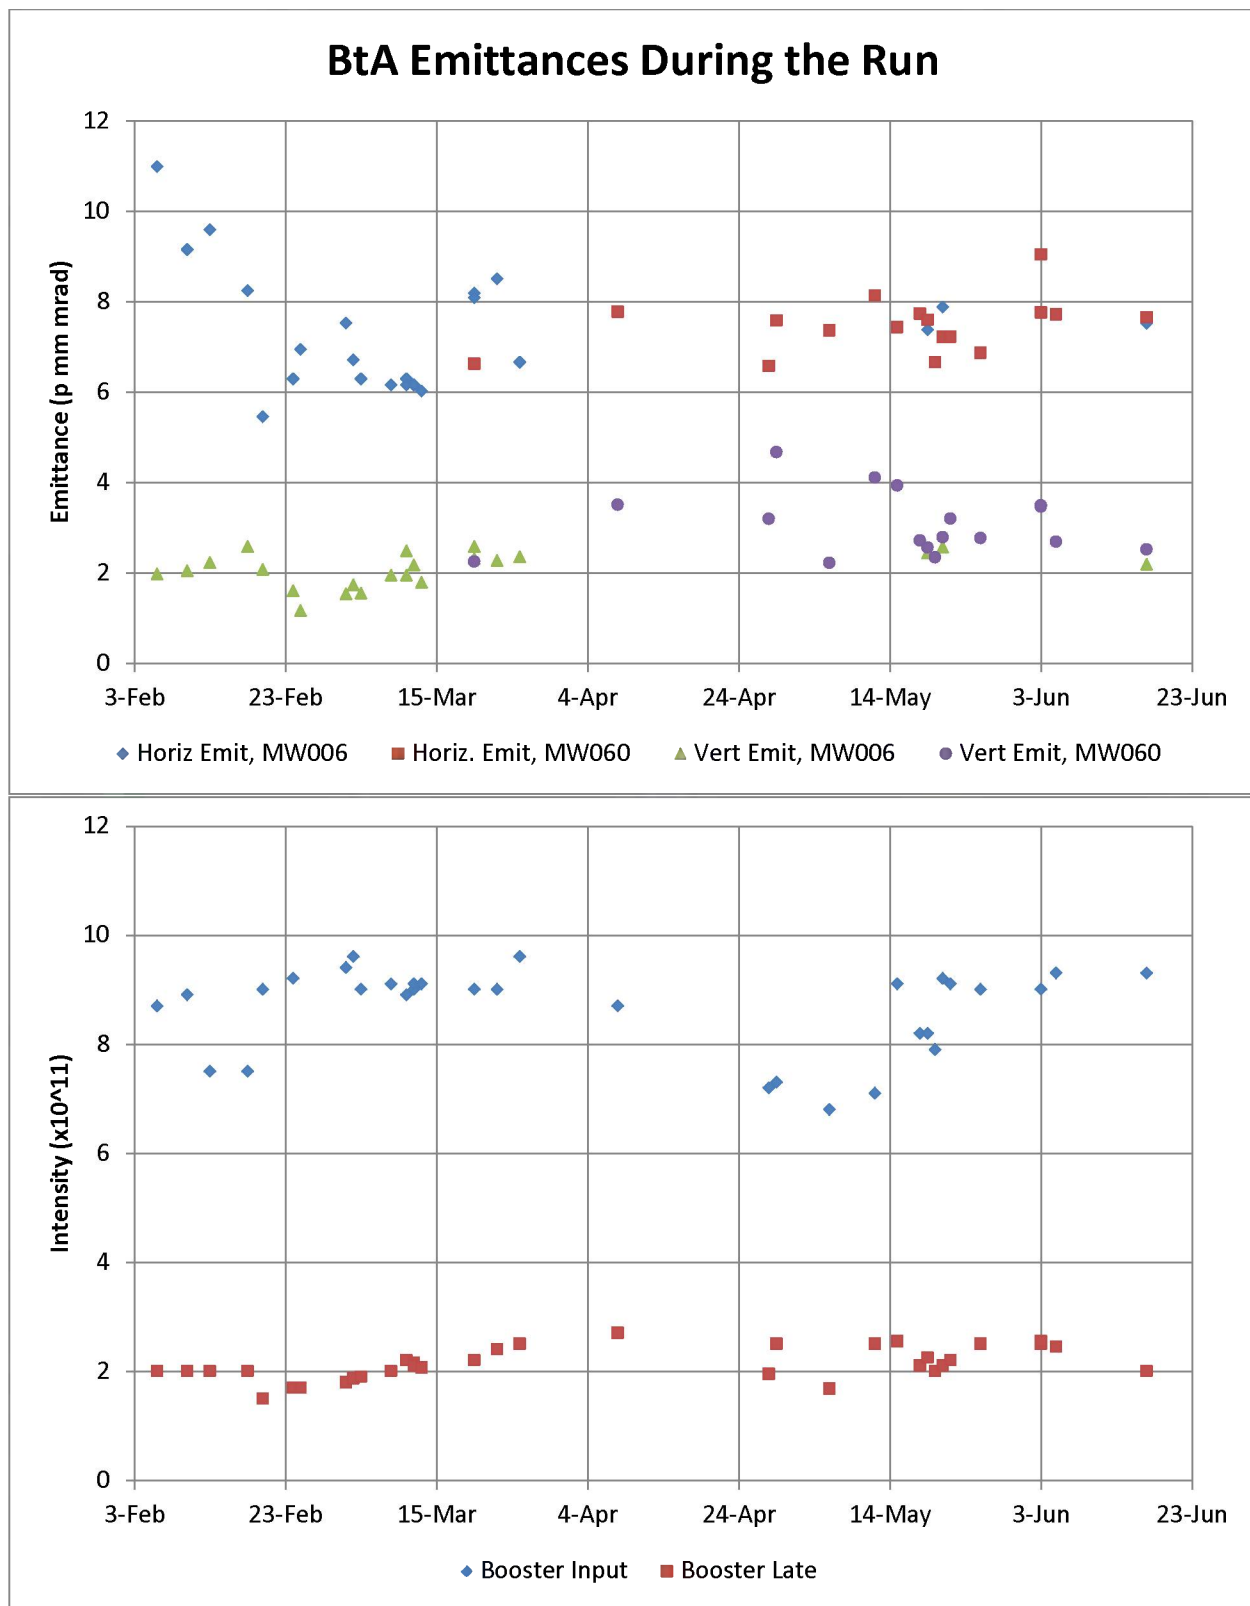 BtA Emittances During the Run
Emittance (p mm mrad)
12
10
8
6
4
2
0
3-Feb 23-Feb 15-Mar 4-Apr 24-Apr 14-May 3-Jun 23-Jun
Horiz Emit, MW006 Horiz. Emit, MW060 Vert Emit, MW006 Vert Emit, MW060
Intensity (x10^11)
12
10
8
6
4
2
0
3-Feb 23-Feb 15-Mar 4-Apr 24-Apr 14-May 3-Jun 23-Jun
Booster Input Booster Late